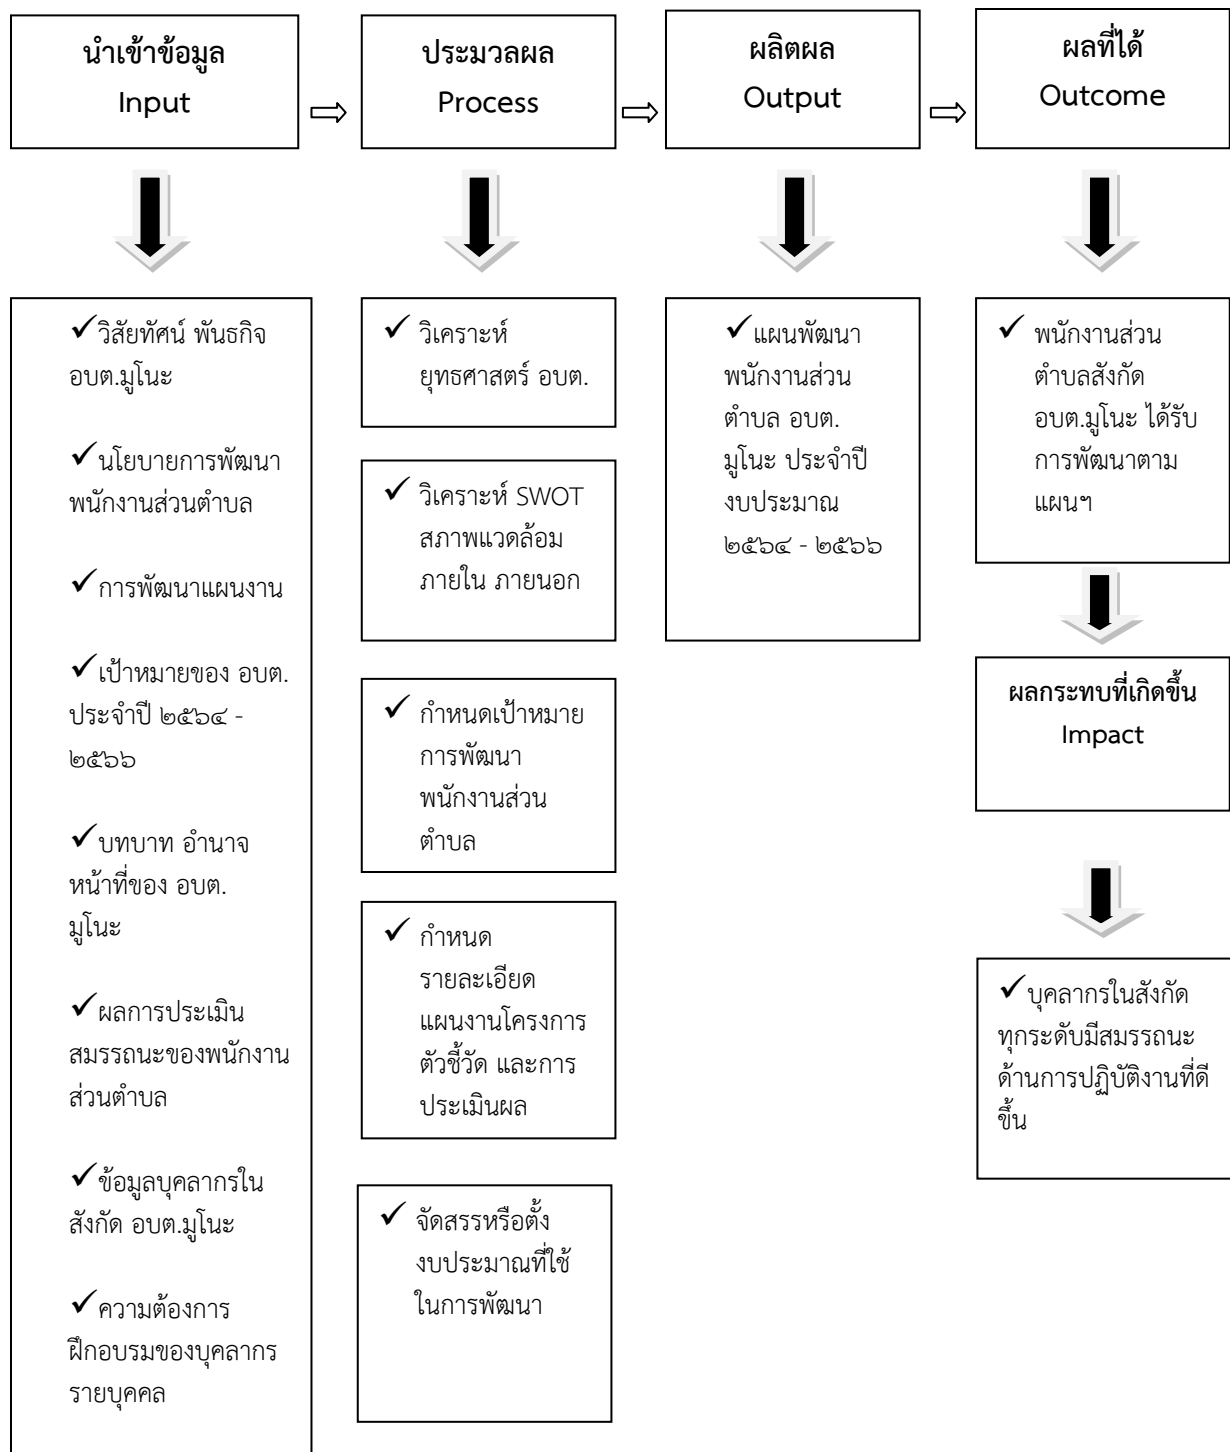 นำเข้าข้อมูล
Input
ประมวลผล
Process
ผลิตผล
Output
ผลที่ได้
Outcome
✓วิสัยทัศน์ พันธกิจ
อบต.มูโนะ
✓นโยบายการพัฒนา
พนักงานส่วนตำบล
✓การพัฒนาแผนงาน
✓เป้าหมายของ อบต.
ประจำปี ๒๕๖๔ -
๒๕๖๖
✓บทบาท อำนาจ
หน้าที่ของ อบต.
มูโนะ
✓ผลการประเมิน
สมรรถนะของพนักงาน
ส่วนตำบล
✓ข้อมูลบุคลากรใน
สังกัด อบต.มูโนะ
✓ความต้องการ
ฝึกอบรมของบุคลากร
รายบุคคล
✓ วิเคราะห์
ยุทธศาสตร์ อบต.
✓ วิเคราะห์ SWOT
สภาพแวดล้อม
ภายใน ภายนอก
✓ กำหนดเป้าหมาย
การพัฒนา
พนักงานส่วน
ตำบล
✓ กำหนด
รายละเอียด
แผนงานโครงการ
ตัวชี้วัด และการ
ประเมินผล
✓ จัดสรรหรือตั้ง
งบประมาณที่ใช้
ในการพัฒนา
✓แผนพัฒนา
พนักงานส่วน
ตำบล อบต.
มูโนะ ประจำปี
งบประมาณ
๒๕๖๔ - ๒๕๖๖
✓ พนักงานส่วน
ตำบลสังกัด
อบต.มูโนะ ได้รับ
การพัฒนาตาม
แผนฯ
ผลกระทบที่เกิดขึ้น
Impact
✓บุคลากรในสังกัด
ทุกระดับมีสมรรถนะ
ด้านการปฏิบัติงานที่ดี
ขึ้น